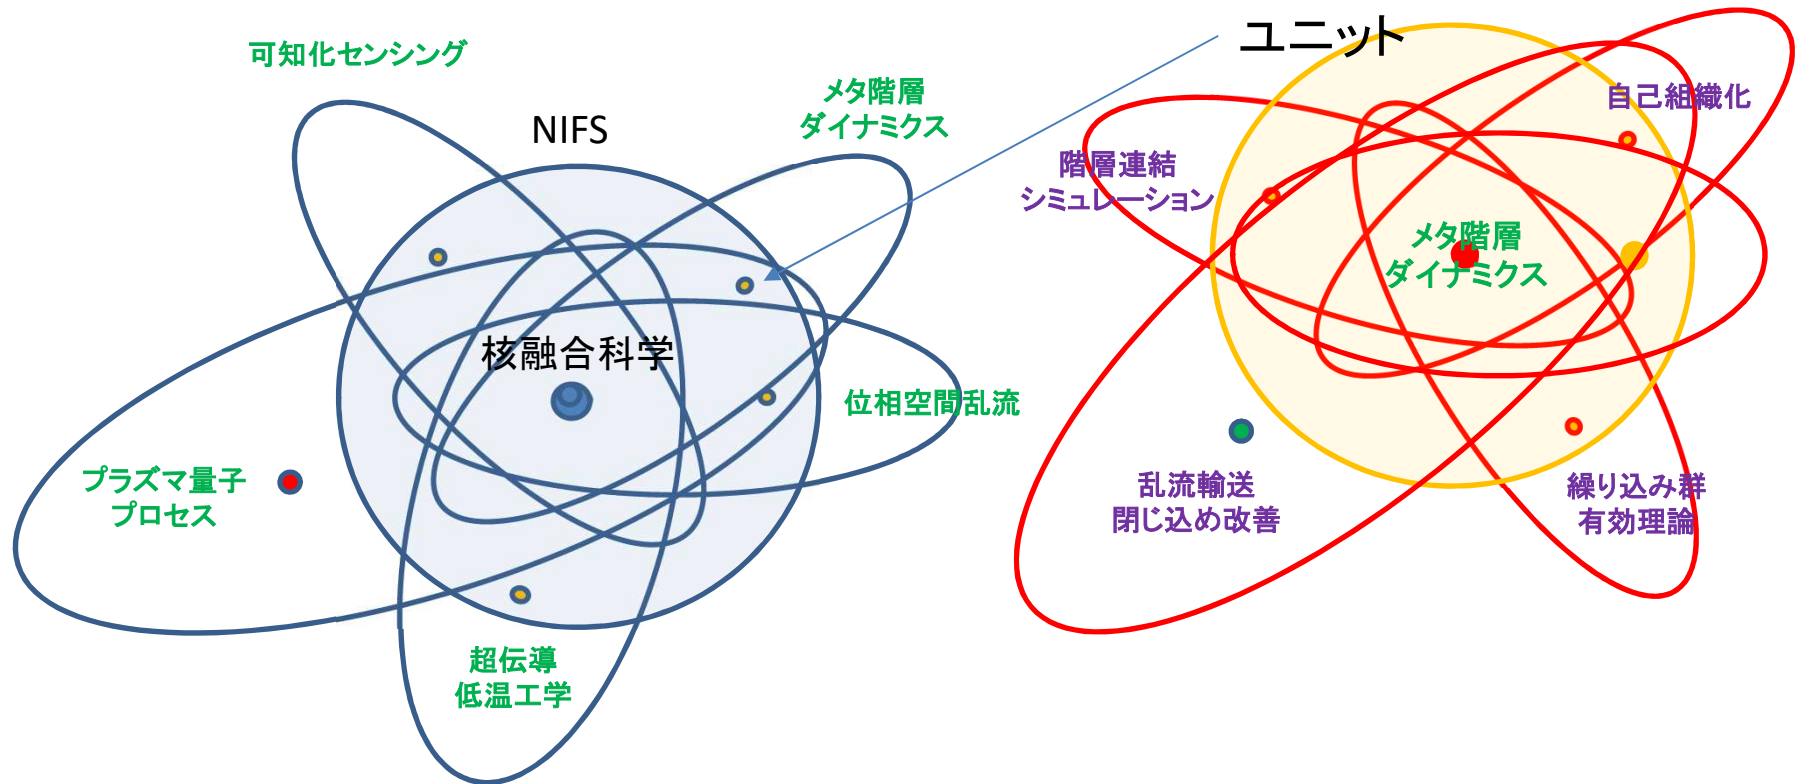 可知化センシング
メタ階層
ダイナミクス
NIFS
核融合科学
位相空間乱流
プラズマ量子
プロセス
超伝導
低温工学
ユニット
自己組織化
階層連結
シミュレーション
メタ階層
ダイナミクス
乱流輸送
閉じ込め改善
繰り込み群
有効理論